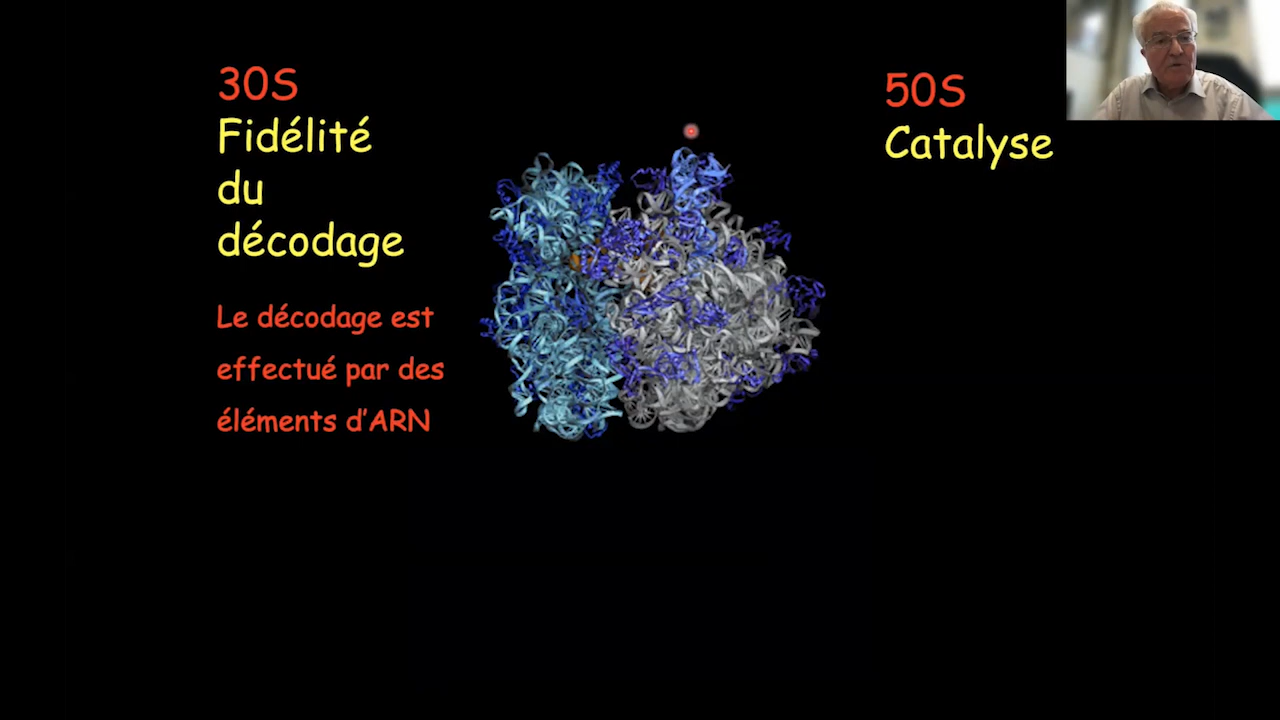 30S
Fidélité
du
décodage
Le décodage est
effectué par des
éléments d’ARN
50S
Catalyse